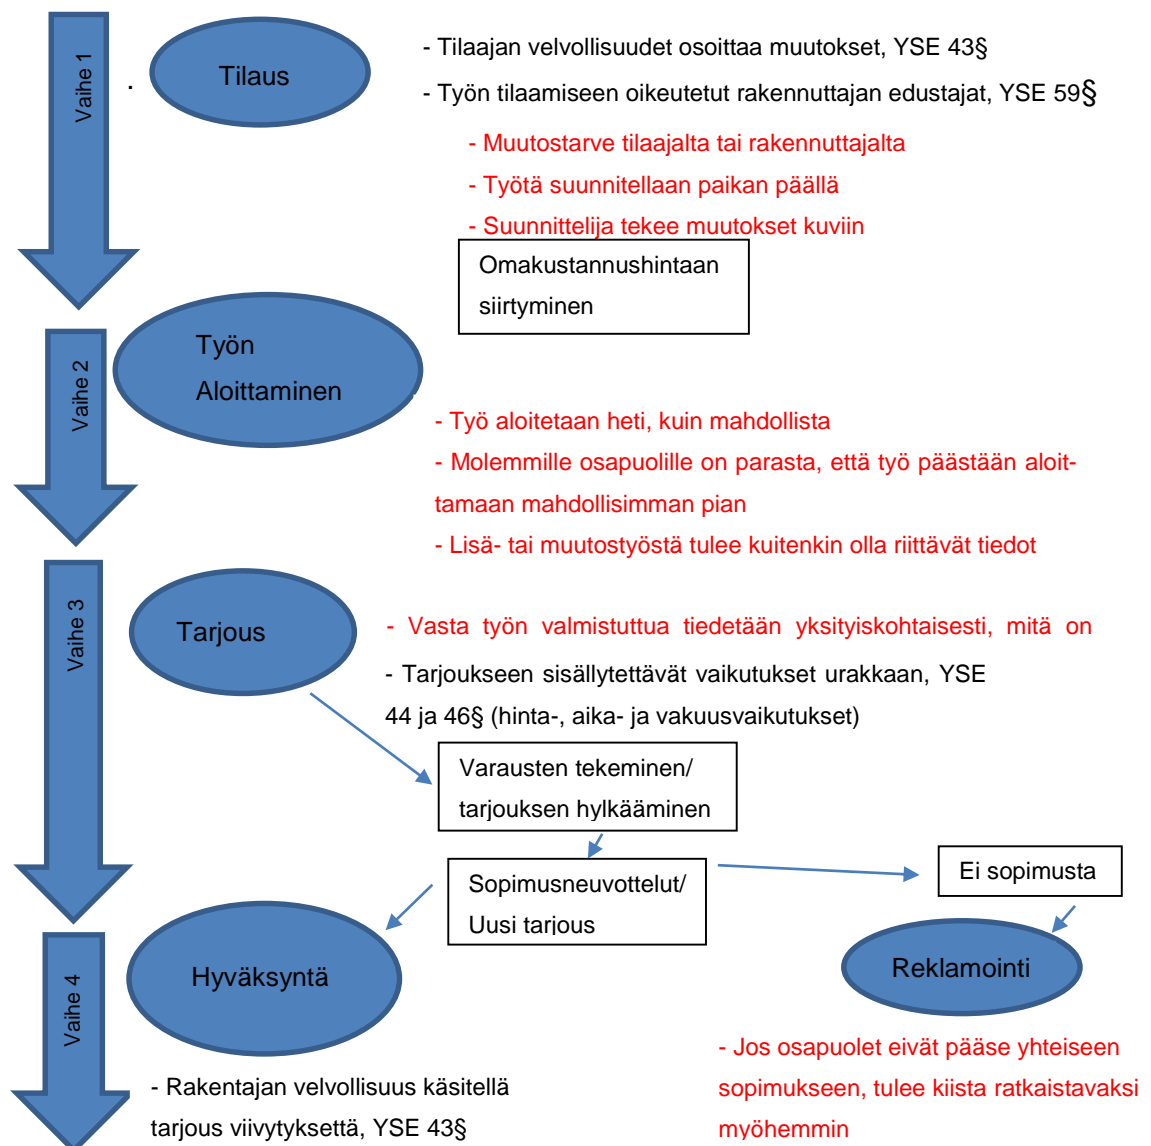 Vaihe 1
.
Tilaus
- Tilaajan velvollisuudet osoittaa muutokset, YSE 43§
- Työn tilaamiseen oikeutetut rakennuttajan edustajat, YSE 59§
- Muutostarve tilaajalta tai rakennuttajalta
- Työtä suunnitellaan paikan päällä
- Suunnittelija tekee muutokset kuviin
Omakustannushintaan
siirtyminen
Vaihe 2
Työn
Aloittaminen
- Työ aloitetaan heti, kuin mahdollista
- Molemmille osapuolille on parasta, että työ päästään aloit-
tamaan mahdollisimman pian
- Lisä- tai muutostyöstä tulee kuitenkin olla riittävät tiedot
Vaihe 3
Tarjous
- Vasta työn valmistuttua tiedetään yksityiskohtaisesti, mitä on
- Tarjoukseen sisällytettävät vaikutukset urakkaan, YSE
44 ja 46§ (hinta-, aika- ja vakuusvaikutukset)
Varausten tekeminen/
tarjouksen hylkääminen
Sopimusneuvottelut/
Uusi tarjous
Ei sopimusta
Vaihe 4
Hyväksyntä
Reklamointi
- Rakentajan velvollisuus käsitellä
tarjous viivytyksettä, YSE 43§
- Jos osapuolet eivät pääse yhteiseen
sopimukseen, tulee kiista ratkaistavaksi
myöhemmin